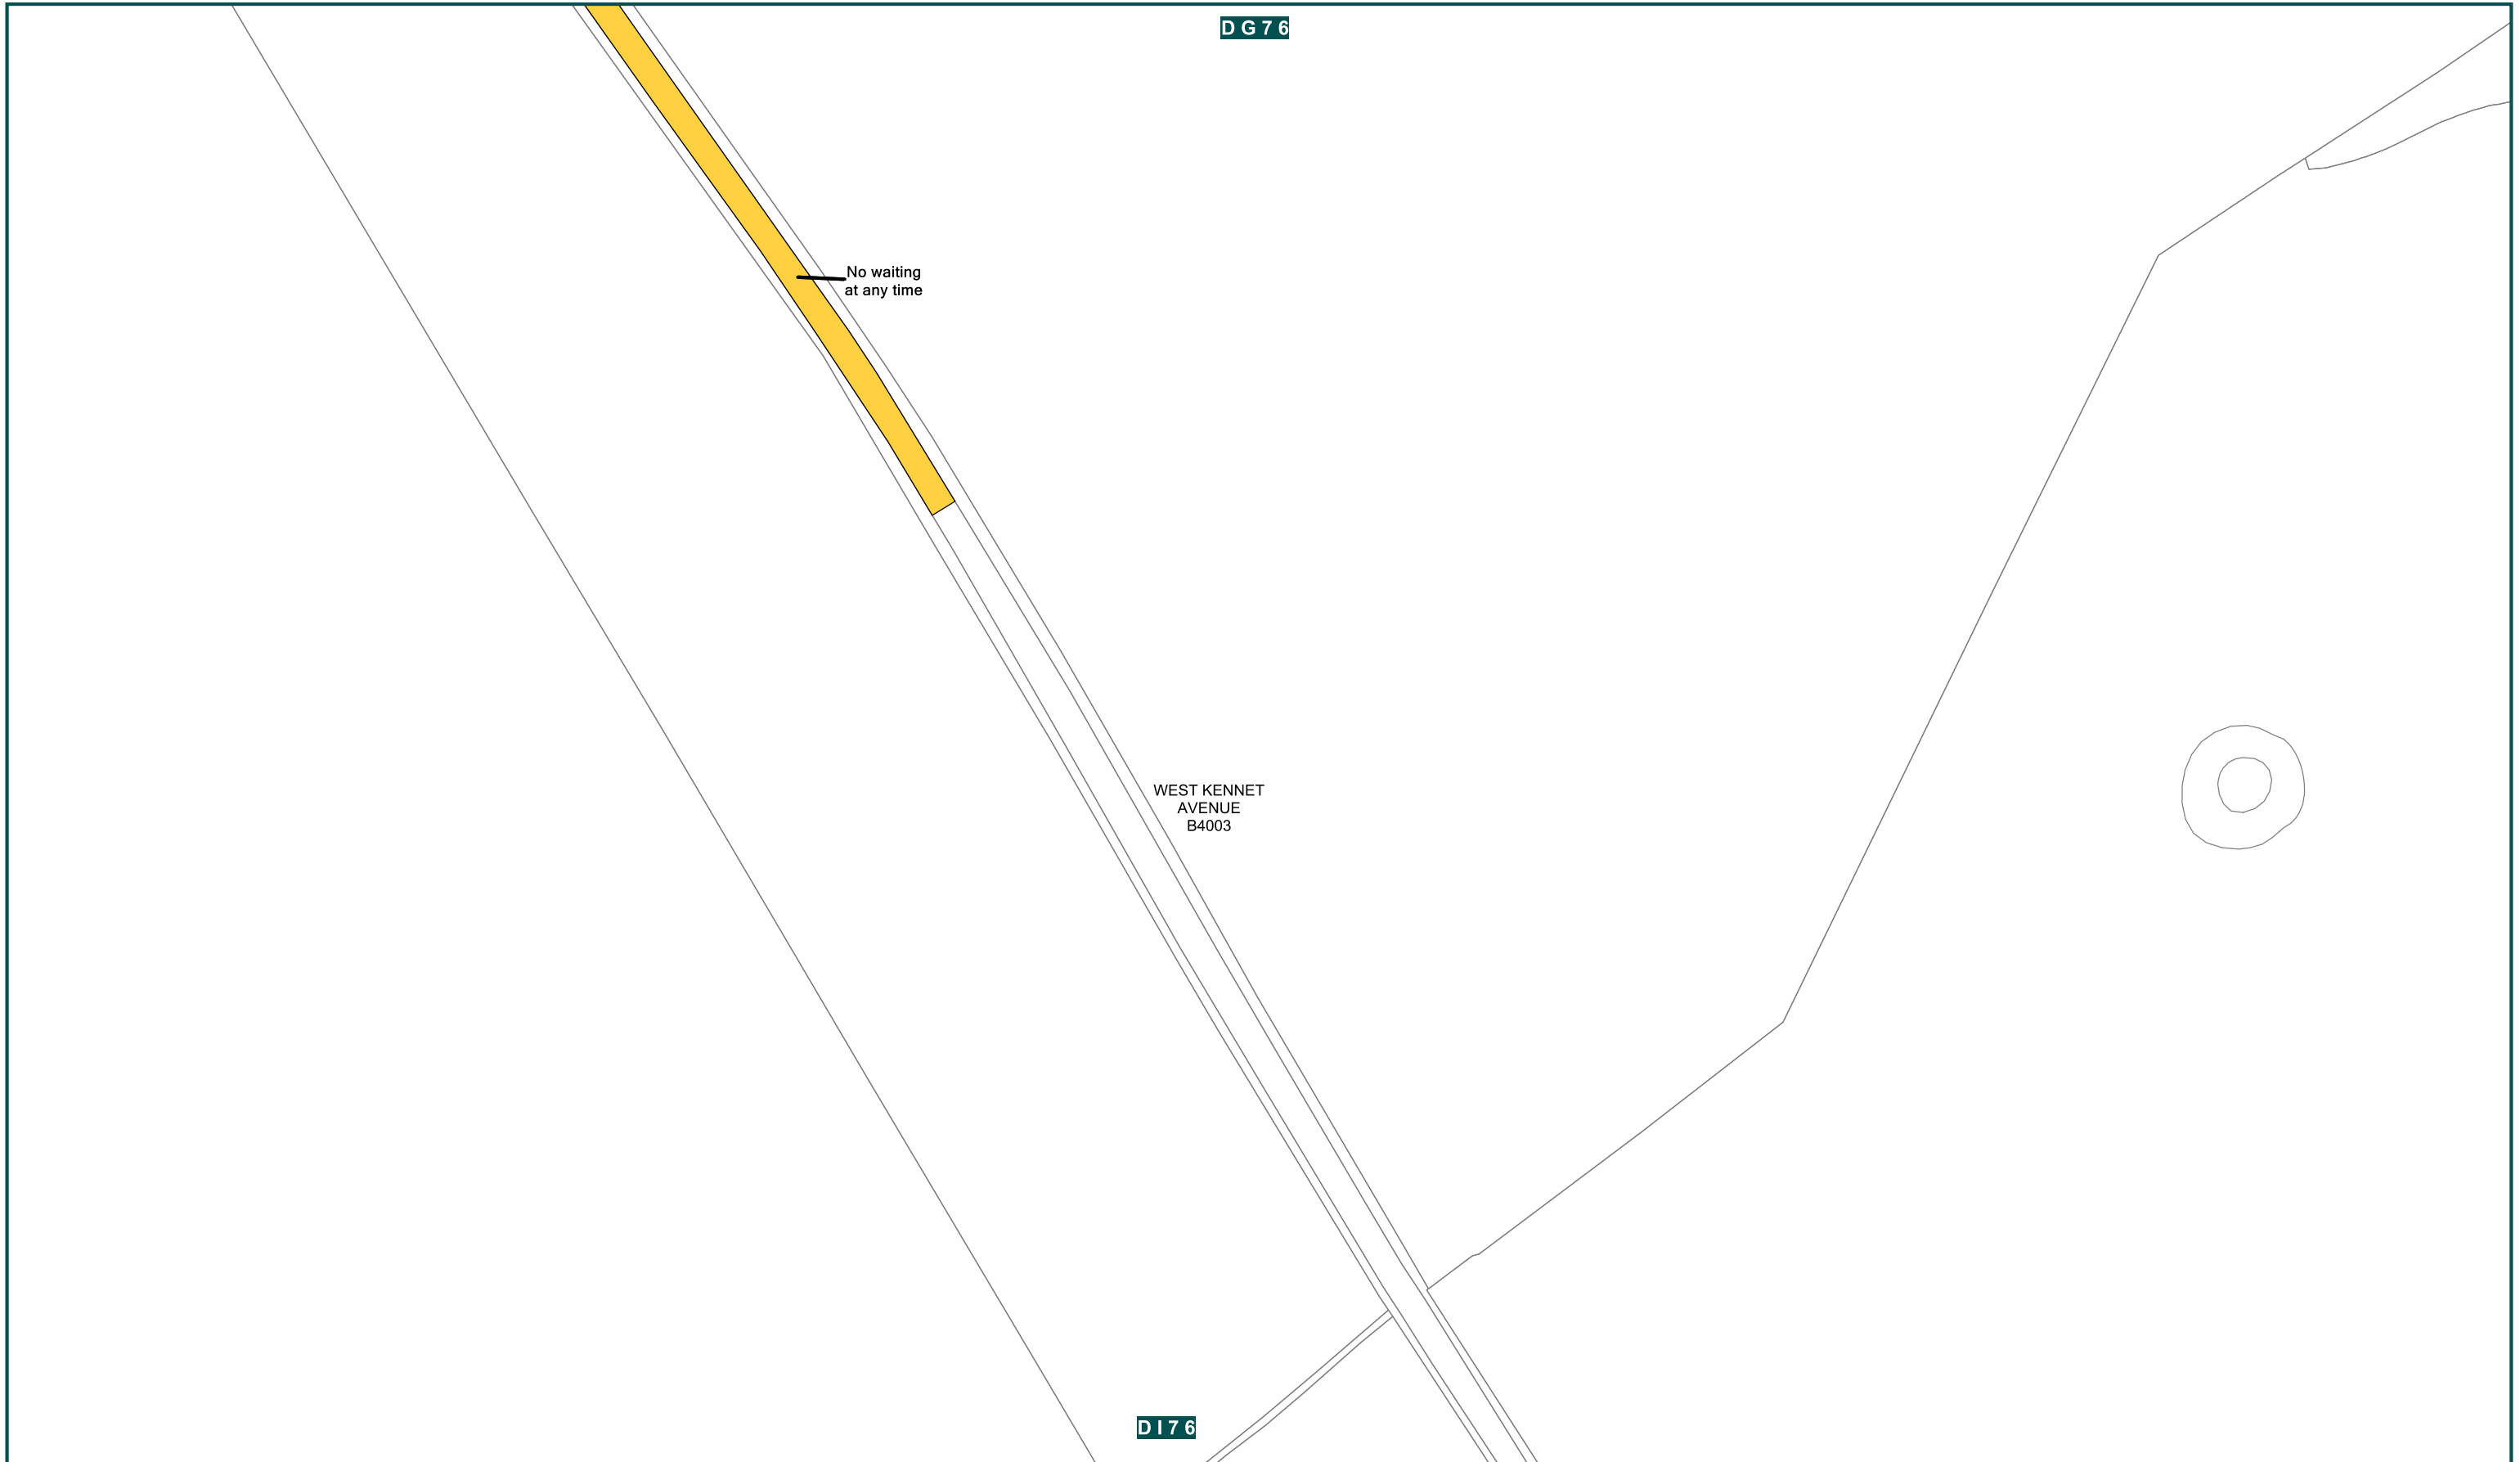 DG76
No waiting
at any time
WEST KENNET
AVENUE
B4003
DI76